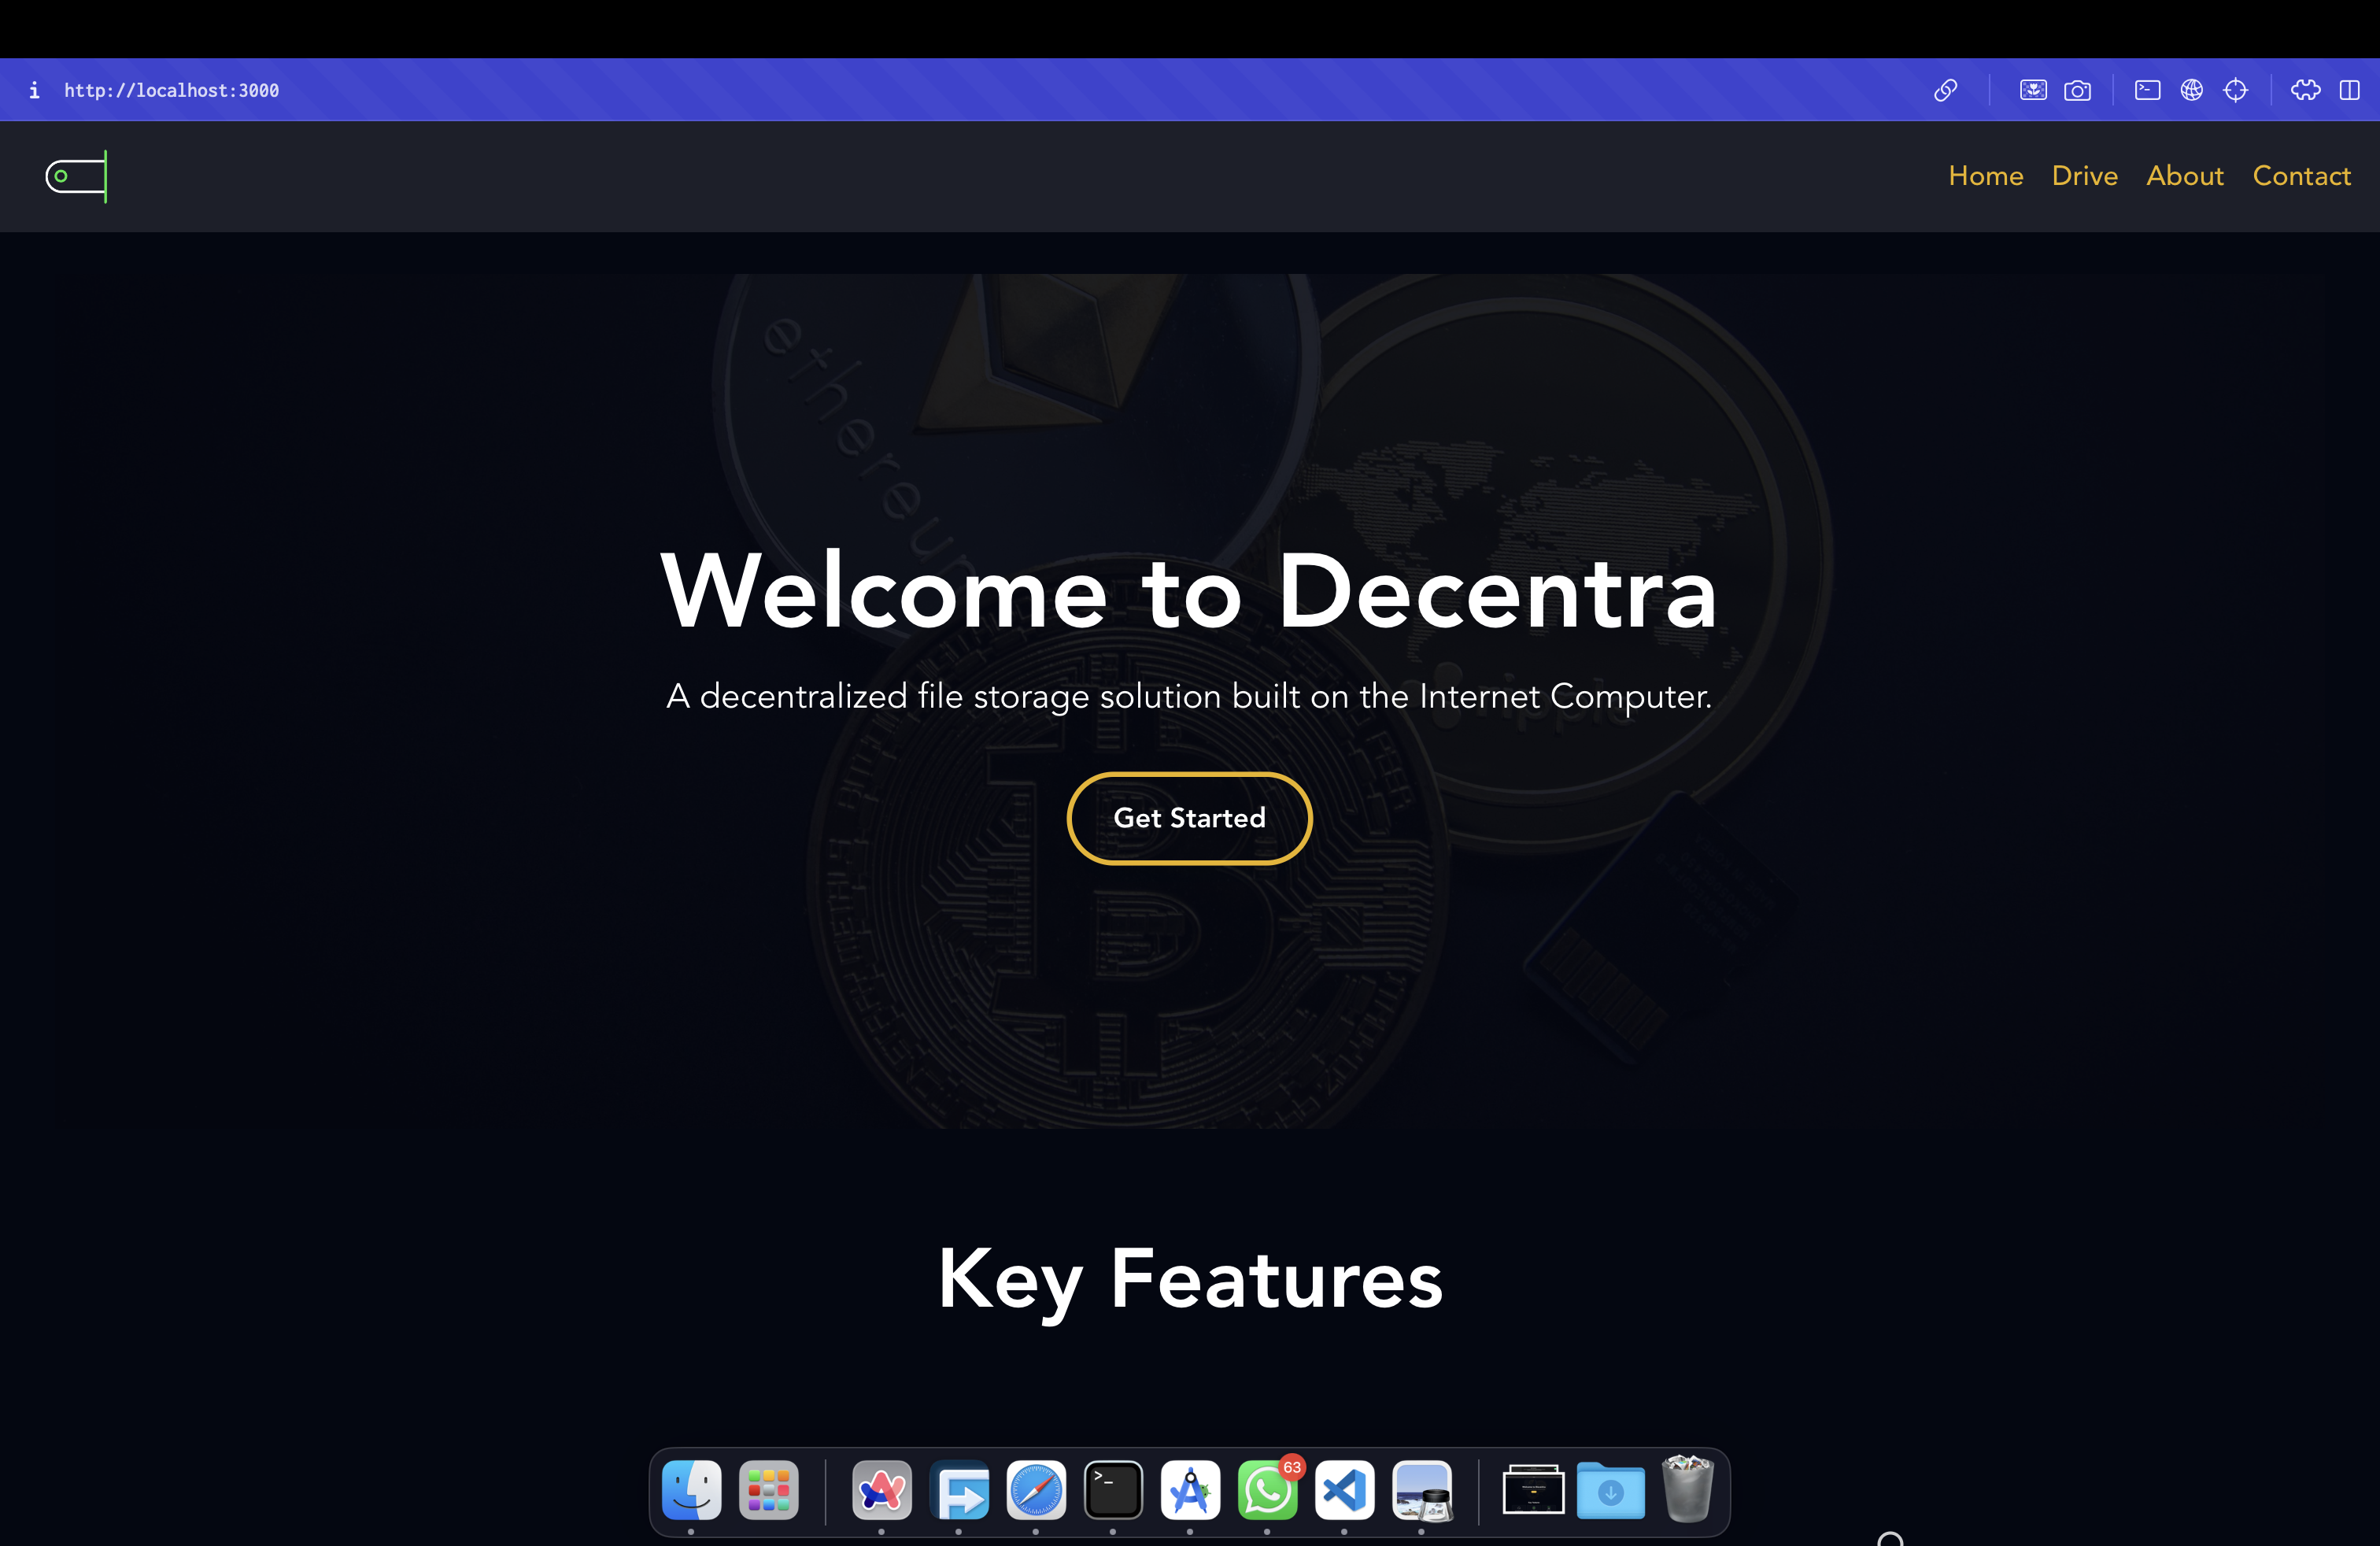 i http://localhost:3000
Home Drive About Contact
ethereum
Welcome to Decentra
A decentralized file storage solution built on the Internet Computer.
ripple
Get Started
Key Features
63